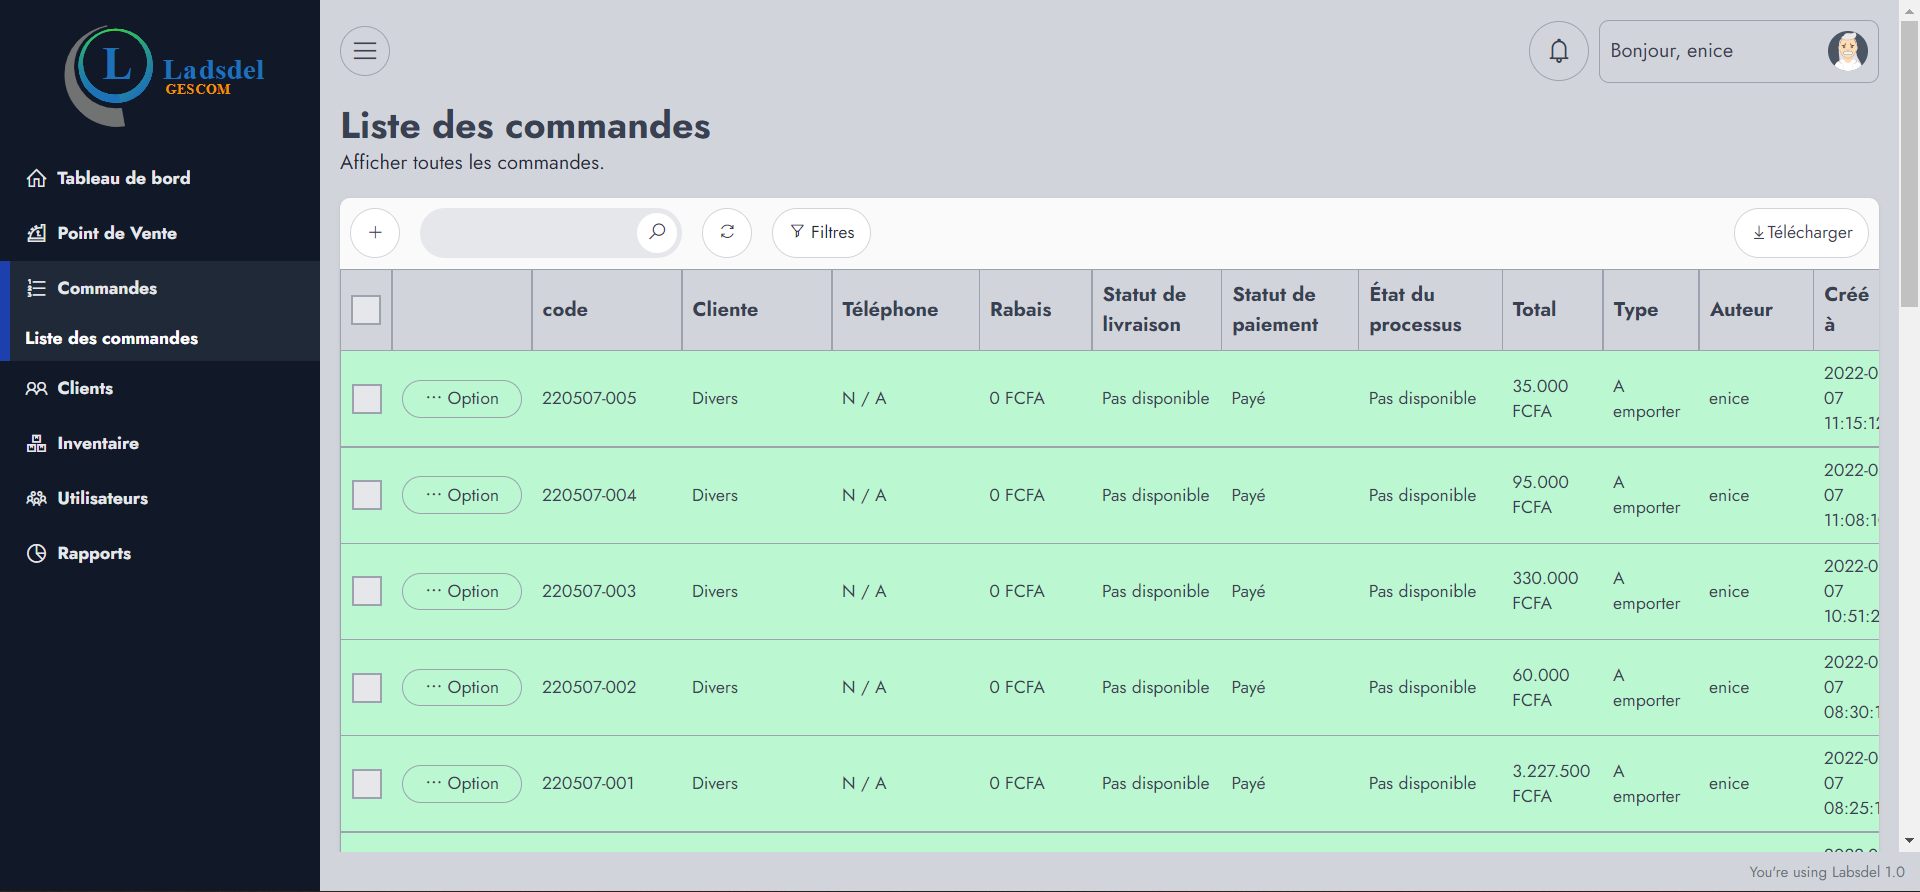 L
Ladsdel
GESCOM
Tableau de bord
Point de Vente
Commandes
Liste des commandes
Clients
Inventaire
Utilisateurs
Rapports
Bonjour, enice
Liste des commandes
Afficher toutes les commandes.
Filtres
Télécharger
code Cliente Téléphone Rabais Statut de livraison Statut de paiement État du processus Total Type Auteur Créé à
Option 220507-005 Divers N / A 0 FCFA Pas disponible Payé Pas disponible 35.000 FCFA A emporter enice 2022-0 07 11:15:12
Option 220507-004 Divers N / A 0 FCFA Pas disponible Payé Pas disponible 95.000 FCFA A emporter enice 2022-0 07 11:08:1
Option 220507-003 Divers N / A 0 FCFA Pas disponible Payé Pas disponible 330.000 FCFA A emporter enice 2022-0 07 10:51:2
Option 220507-002 Divers N / A 0 FCFA Pas disponible Payé Pas disponible 60.000 FCFA A emporter enice 2022-0 07 08:30:1
Option 220507-001 Divers N / A 0 FCFA Pas disponible Payé Pas disponible 3.227.500 FCFA A emporter enice 2022-0 07 08:25:1
You're using Labsdel 1.0